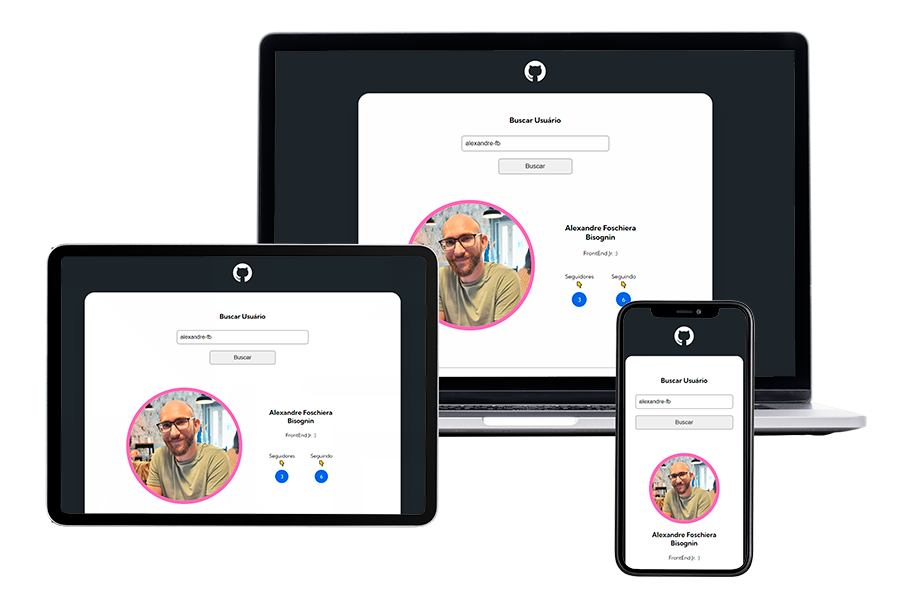 Buscar Usuário
alexandre-fb
Buscar
Alexandre Foschiera
Bisognin
FrontEnd Jr. :)
Seguidores Seguindo
3 6
Buscar Usuário
alexandre-fb
Buscar
Alexandre Foschiera
Bisognin
FrontEnd Jr. :)
Seguidores Seguindo
3 6
Buscar Usuário
alexandre-fb
Buscar
Alexandre Foschiera
Bisognin
FrontEnd Jr. :)